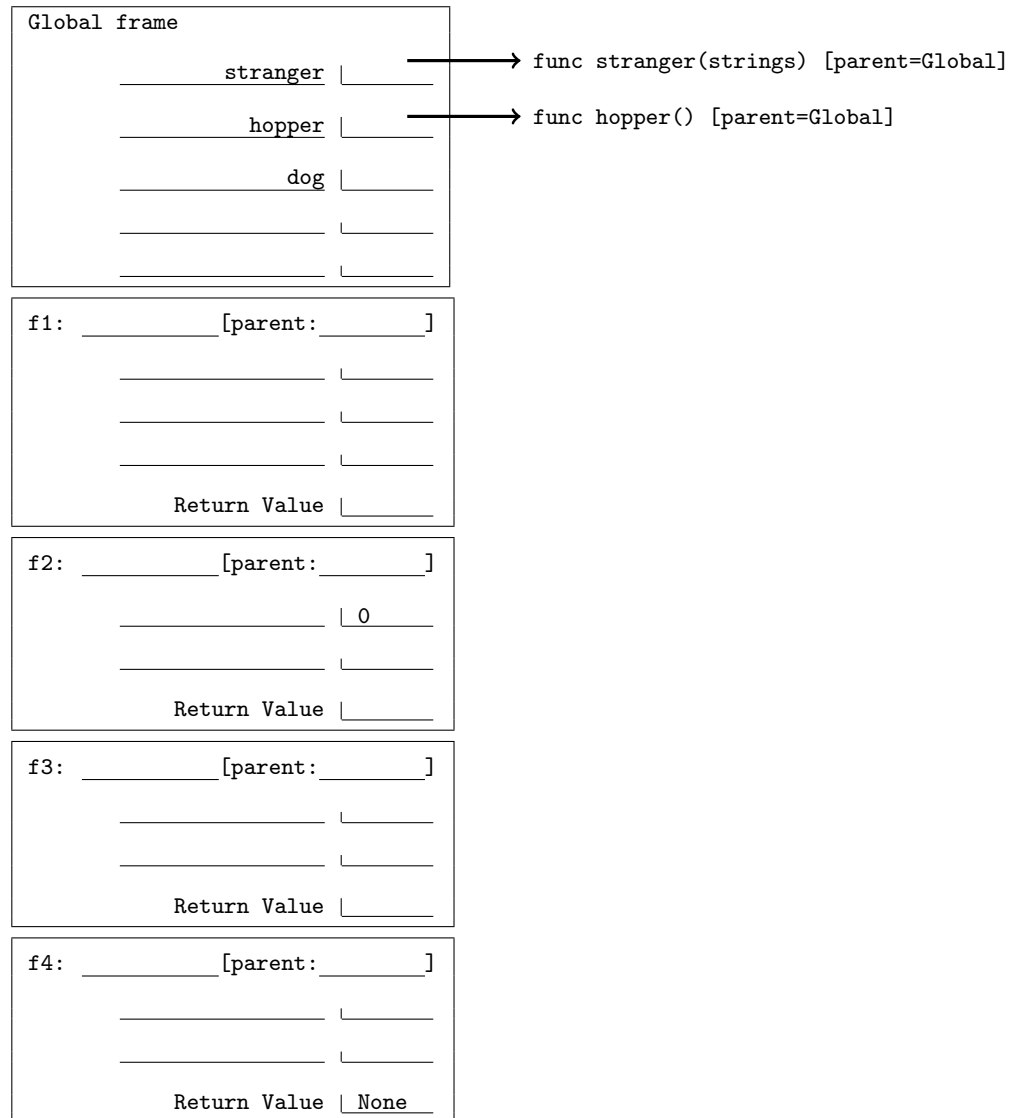 Global frame
stranger
func stranger(strings) [parent=Global]
hopper
func hopper() [parent=Global]
dog
f1: [parent: ]
Return Value
f2: [parent: ]
0
Return Value
f3: [parent: ]
Return Value
f4: [parent: ]
Return Value None